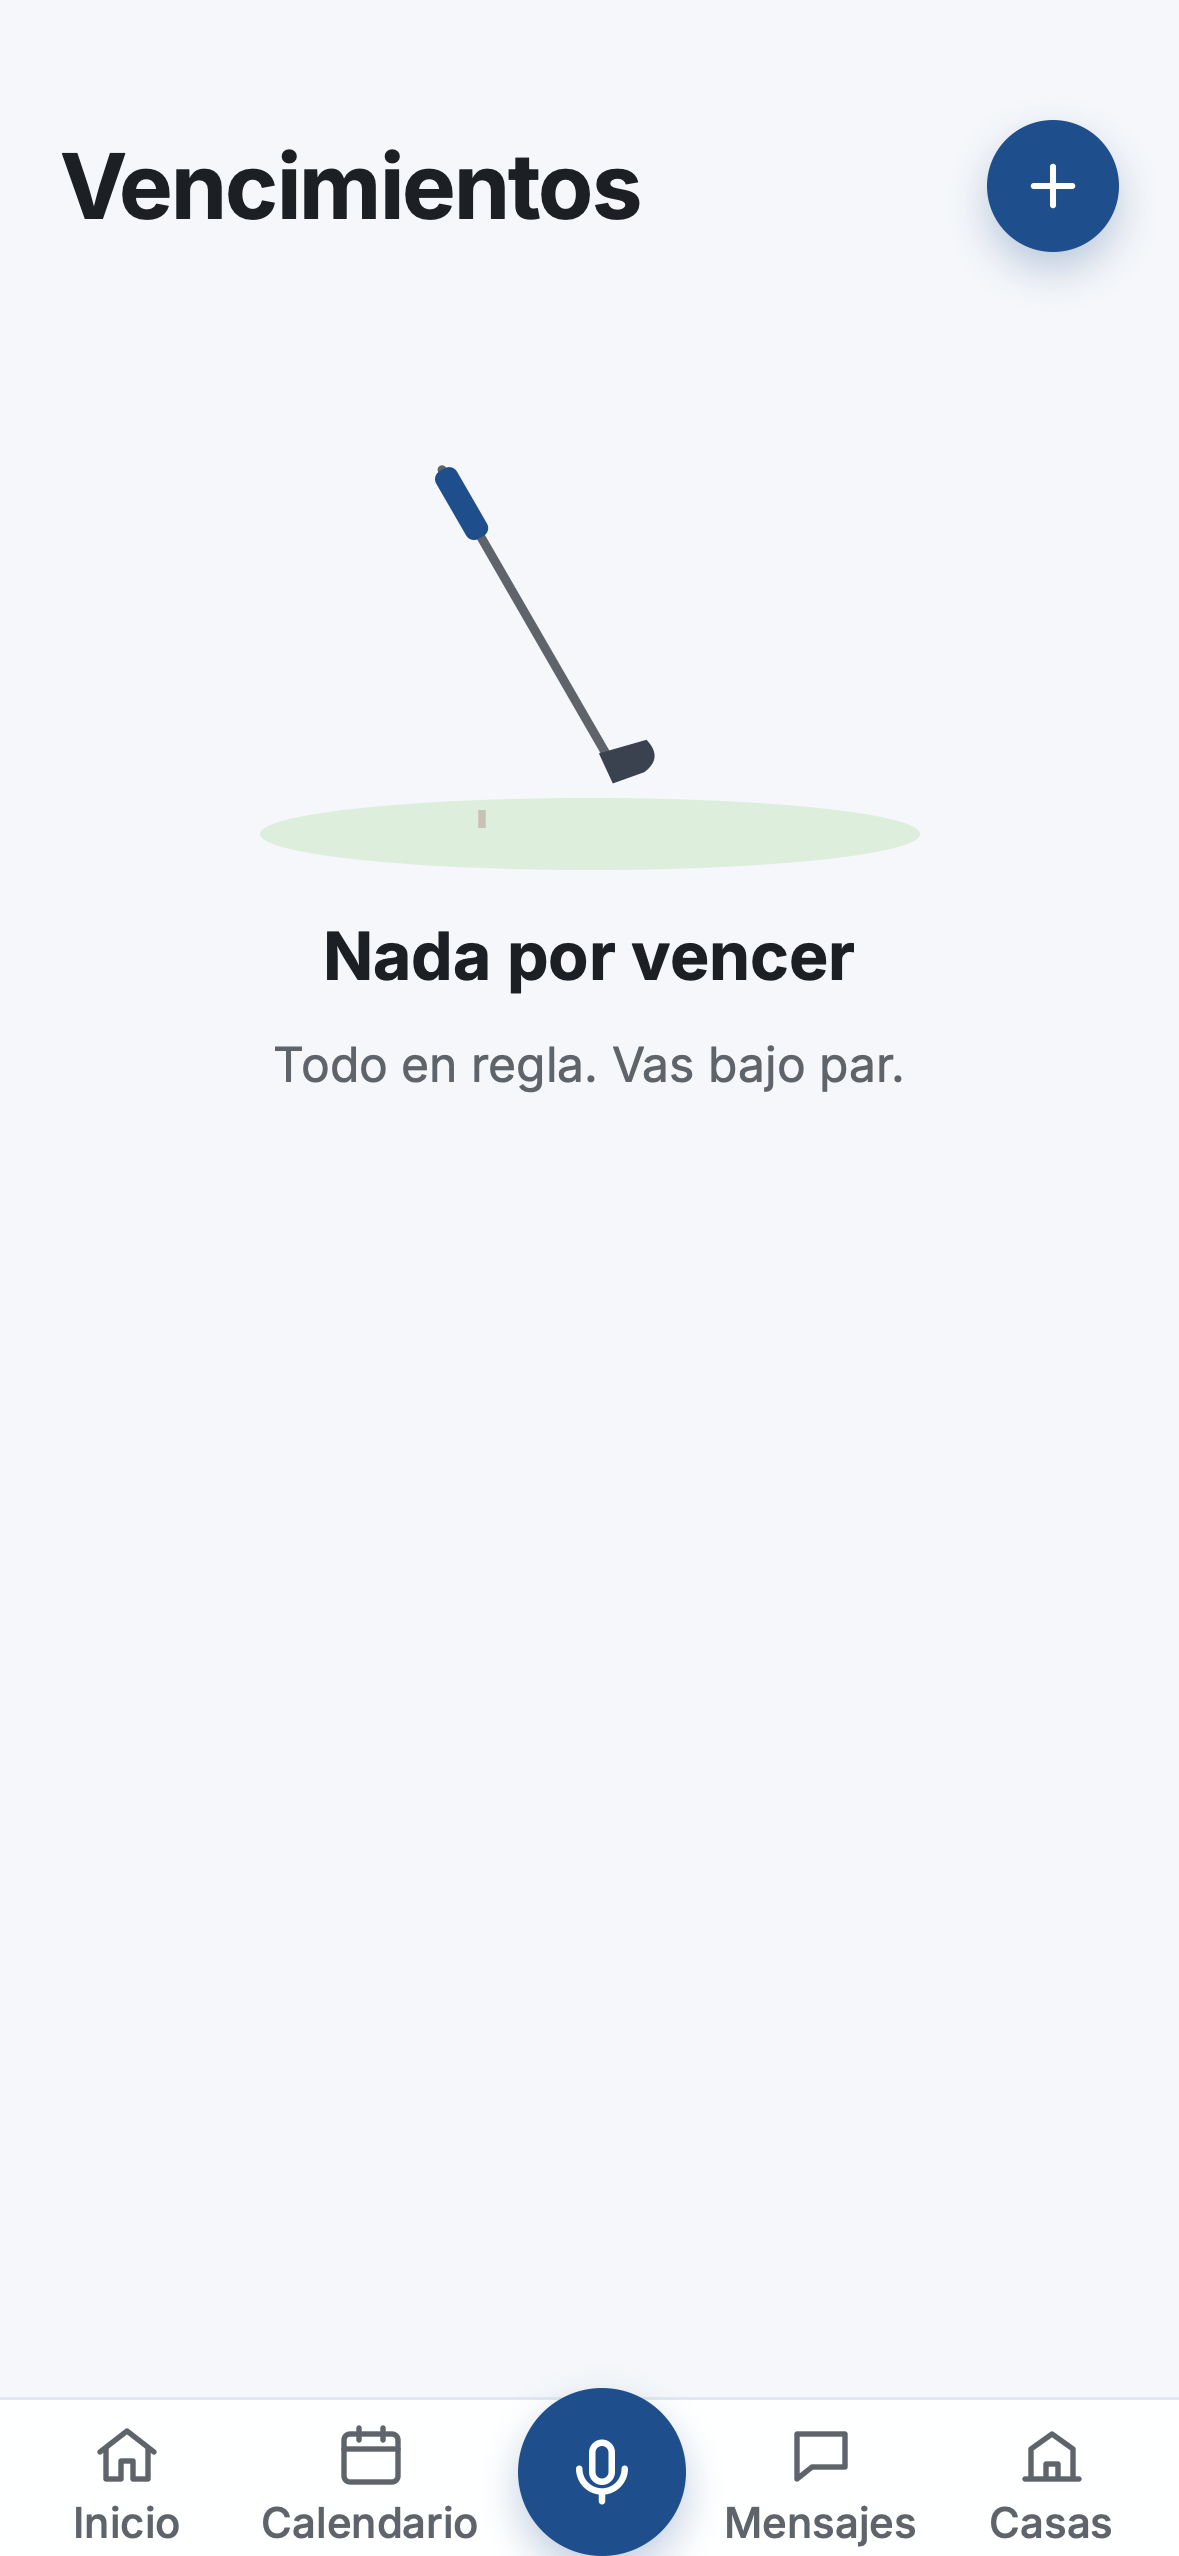 Vencimientos
Nada por vencer
Todo en regla. Vas bajo par.
Inicio
Calendario
Mensajes
Casas